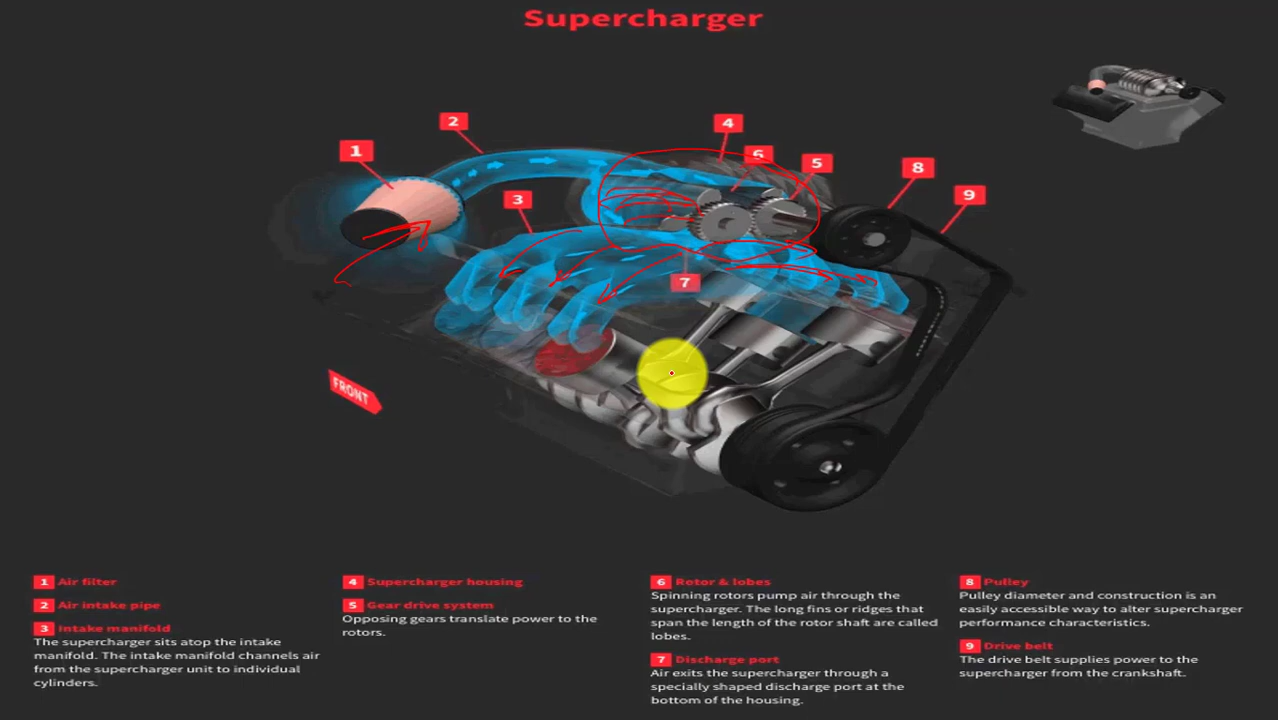 Supercharger
2
4
1
6
5
8
9
3
7
FRONT
1 Air filter
2 Air intake pipe
3 Intake manifold
The supercharger sits atop the intake
manifold. The intake manifold channels air
from the supercharger unit to individual
cylinders.
4 Supercharger housing
5 Gear drive system
Opposing gears translate power to the
rotors.
6 Rotor & lobes
Spinning rotors pump air through the
supercharger. The long fins or ridges that
span the length of the rotor shaft are called
lobes.
7 Discharge port
Air exits the supercharger through a
specially shaped discharge port at the
bottom of the housing.
8 Pulley
Pulley diameter and construction is an
easily accessible way to alter supercharger
performance characteristics.
9 Drive belt
The drive belt supplies power to the
supercharger from the crankshaft.